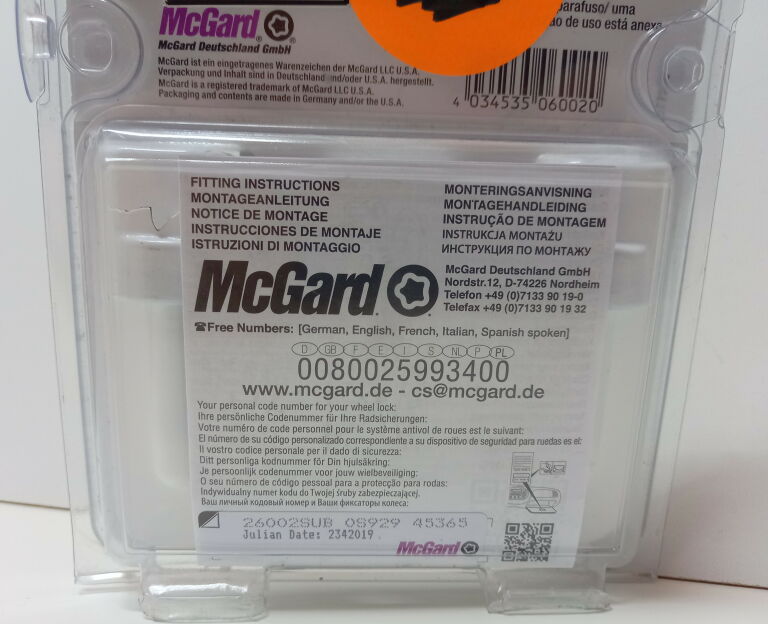 McGard
McGard Deutschland GmbH
McGard ist ein eingetragenes Warenzeichen der McGard LLC U.S.A.
Verpackung und Inhalt sind in Deutschland und/oder U.S.A. hergestellt.
McGard is a registered trademark of McGard LLC U.S.A.
Packaging and contents are made in Germany and/or the U.S.A.
parafuso/ uma
ão de uso está anexa
4 034535 060020
FITTING INSTRUCTIONS
MONTAGEANLEITUNG
NOTICE DE MONTAGE
INSTRUCCIONES DE MONTAJE
ISTRUZIONI DI MONTAGGIO
MONTERINGSANVISNING
MONTAGEHANDLEIDING
INSTRUÇÃO DE MONTAGEM
INSTRUKCJA MONTAŻU
ИНСТРУКЦИЯ ПО МОНТАЖУ
McGard
McGard Deutschland GmbH
Nordstr.12, D-74226 Nordheim
Telefon +49 (0)7133 90 19-0
Telefax +49 (0)7133 90 19 32
☎Free Numbers: [German, English, French, Italian, Spanish spoken]
D GB F E I S NL P PL
0080025993400
www.mcgard.de - cs@mcgard.de
Your personal code number for your wheel lock:
Ihre persönliche Codenummer für Ihre Radsicherungen:
Votre numéro de code personnel pour le système antivol de roues est le suivant:
El número de su código personalizado correspondiente a su dispositivo de seguridad para ruedas es el:
Il vostro codice personale per il dado di sicurezza:
Ditt personliga kodnummer för Din hjulsäkring:
Je persoonlijk codenummer voor jouw wielbeveiliging:
O seu número de código pessoal para a protecção para rodas:
Indywidualny numer kodu do Twojej śruby zabezpieczającej.
Ваш личный кодовый номер и Ваши фиксаторы колеса:
26002SUB OS929 45365
Julian Date: 2342019
McGard